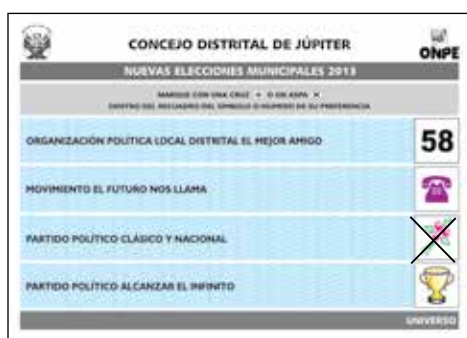 CONCEJO DISTRITAL DE JÚPITER
ONPE
NUEVAS ELECCIONES MUNICIPALES 2013
MARQUE CON UNA CRUZ + O UN ASPA X
DENTRO DEL RECUADRO DEL SÍMBOLO O NÚMERO DE SU PREFERENCIA
ORGANIZACIÓN POLÍTICA LOCAL DISTRITAL EL MEJOR AMIGO
58
MOVIMIENTO EL FUTURO NOS LLAMA
PARTIDO POLÍTICO CLÁSICO Y NACIONAL
PARTIDO POLÍTICO ALCANZAR EL INFINITO
UNIVERSO